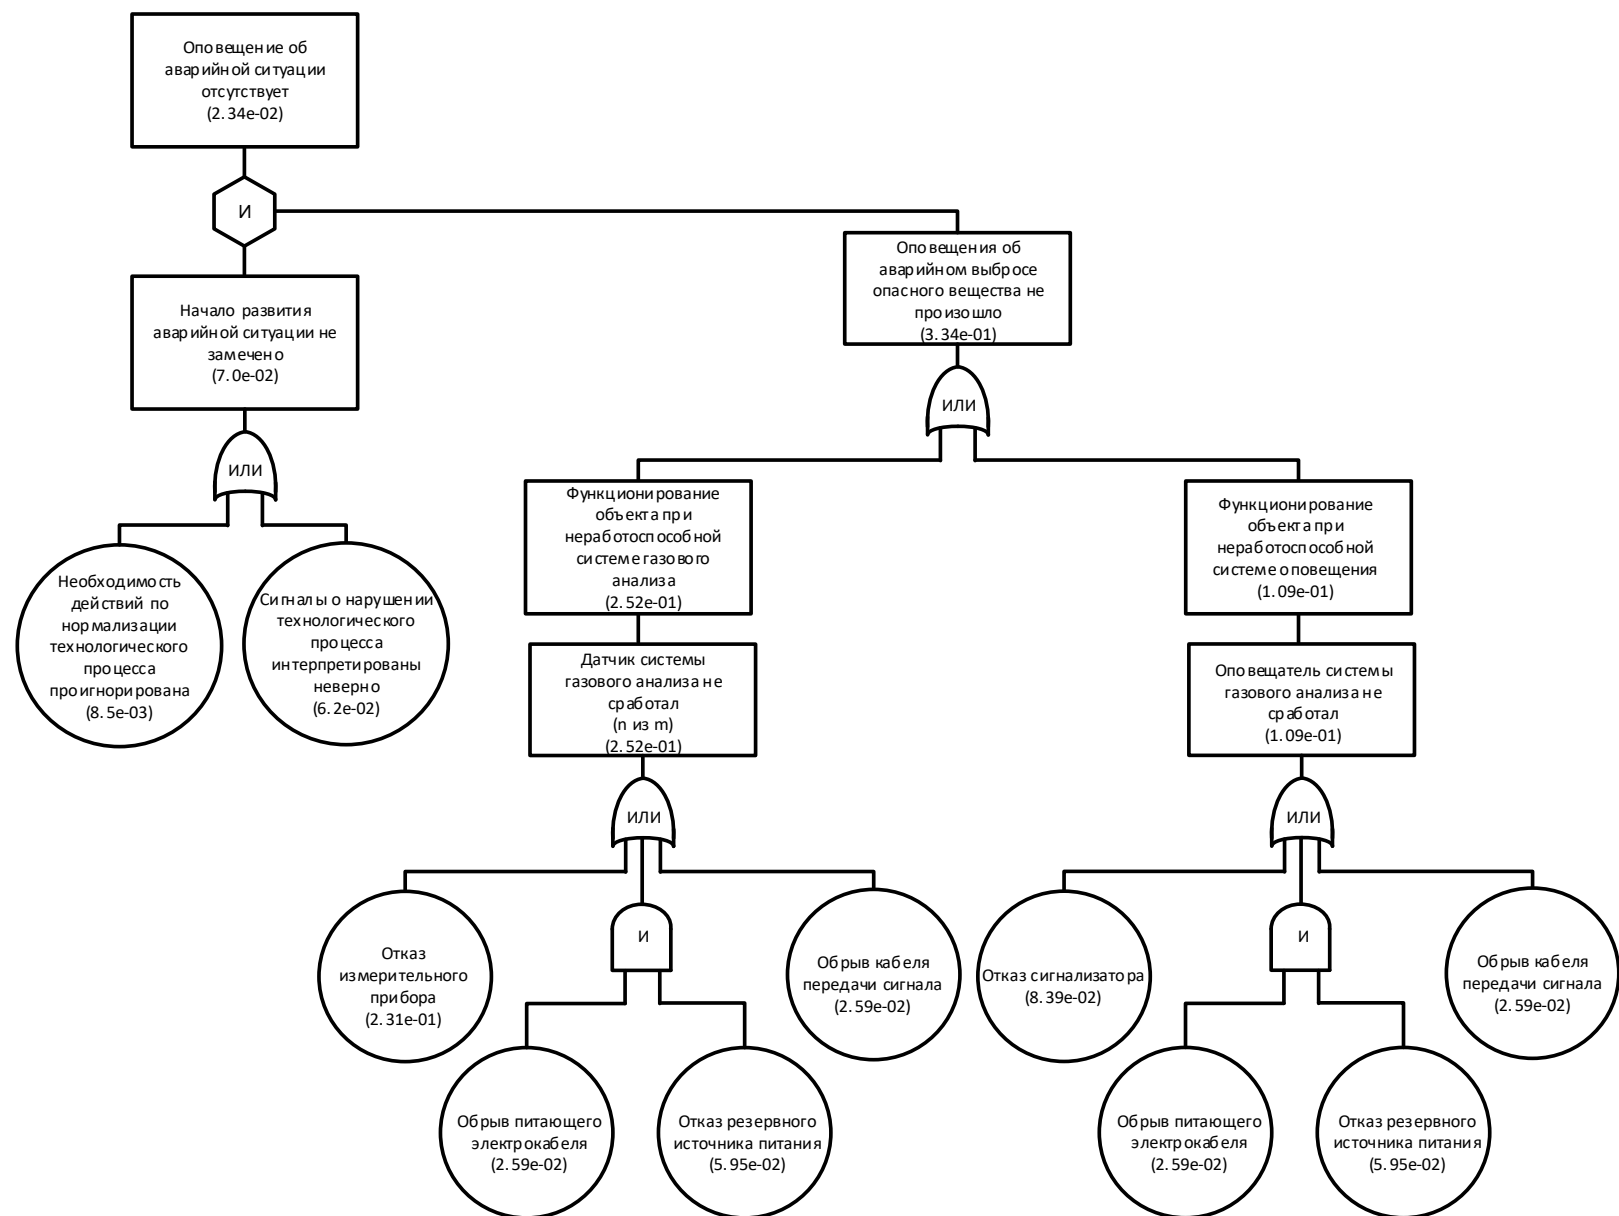 Оповещение об
аварийной ситуации
отсутствует
(2.34e-02)
И
Оповещения об
аварийном выбросе
опасного вещества не
произошло
(3.34e-01)
Начало развития
аварийной ситуации не
замечено
(7.0e-02)
ИЛИ
ИЛИ
Функционирование
объекта при
неработоспособной
системе газового
анализа
(2.52e-01)
Функционирование
объекта при
неработоспособной
системе оповещения
(1.09e-01)
Необходимость
действий по
нормализации
технологического
процесса
проигнорирована
(8.5e-03)
Сигналы о нарушении
технологического
процесса
интерпретированы
неверно
(6.2e-02)
Датчик системы
газового анализа не
сработал
(n из m)
(2.52e-01)
Оповещатель системы
газового анализа не
сработал
(1.09e-01)
ИЛИ
ИЛИ
Отказ
измерительного
прибора
(2.31e-01)
И
Обрыв кабеля
передачи сигнала
(2.59e-02)
Отказ сигнализатора
(8.39e-02)
И
Обрыв кабеля
передачи сигнала
(2.59e-02)
Обрыв питающего
электрокабеля
(2.59e-02)
Отказ резервного
источника питания
(5.95e-02)
Обрыв питающего
электрокабеля
(2.59e-02)
Отказ резервного
источника питания
(5.95e-02)